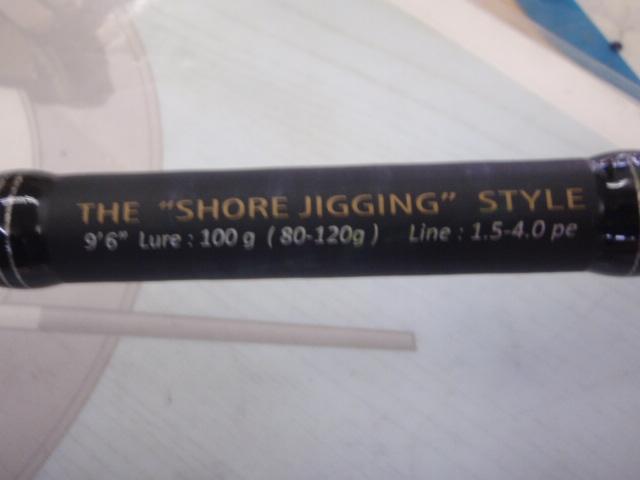 THE “SHORE JIGGING” STYLE
9’6” Lure : 100 g ( 80-120g ) Line : 1.5-4.0 pe